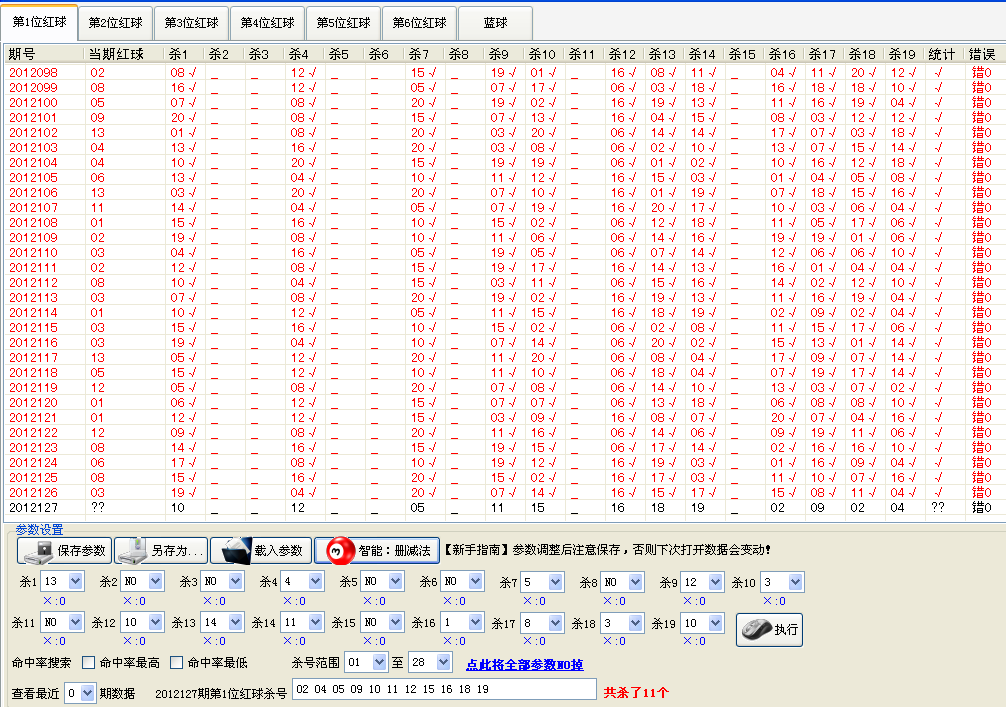 第1位红球 第2位红球 第3位红球 第4位红球 第5位红球 第6位红球 蓝球
期号 当期红球 杀1 杀2 杀3 杀4 杀5 杀6 杀7 杀8 杀9 杀10 杀11 杀12 杀13 杀14 杀15 杀16 杀17 杀18 杀19 统计 错误
2012098 02 08 √ _ _ 12 √ _ _ 15 √ _ 19 √ 01 √ _ 16 √ 08 √ 11 √ _ 04 √ 11 √ 20 √ 12 √ √ 错0
2012099 08 16 √ _ _ 12 √ _ _ 05 √ _ 07 √ 17 √ _ 06 √ 03 √ 18 √ _ 16 √ 18 √ 18 √ 10 √ √ 错0
2012100 05 07 √ _ _ 08 √ _ _ 20 √ _ 19 √ 02 √ _ 16 √ 19 √ 13 √ _ 11 √ 16 √ 19 √ 04 √ √ 错0
2012101 09 20 √ _ _ 08 √ _ _ 15 √ _ 07 √ 13 √ _ 16 √ 04 √ 15 √ _ 08 √ 03 √ 12 √ 12 √ √ 错0
2012102 13 01 √ _ _ 08 √ _ _ 20 √ _ 03 √ 20 √ _ 06 √ 14 √ 14 √ _ 17 √ 07 √ 03 √ 18 √ √ 错0
2012103 04 13 √ _ _ 16 √ _ _ 20 √ _ 03 √ 08 √ _ 06 √ 02 √ 10 √ _ 13 √ 07 √ 15 √ 14 √ √ 错0
2012104 04 10 √ _ _ 20 √ _ _ 15 √ _ 19 √ 19 √ _ 06 √ 01 √ 02 √ _ 10 √ 16 √ 12 √ 18 √ √ 错0
2012105 06 13 √ _ _ 04 √ _ _ 10 √ _ 11 √ 12 √ _ 16 √ 15 √ 03 √ _ 01 √ 04 √ 05 √ 08 √ √ 错0
2012106 13 03 √ _ _ 20 √ _ _ 20 √ _ 07 √ 10 √ _ 16 √ 01 √ 19 √ _ 07 √ 18 √ 15 √ 16 √ √ 错0
2012107 11 14 √ _ _ 04 √ _ _ 05 √ _ 07 √ 19 √ _ 16 √ 20 √ 17 √ _ 10 √ 03 √ 06 √ 04 √ √ 错0
2012108 01 15 √ _ _ 16 √ _ _ 10 √ _ 15 √ 02 √ _ 06 √ 12 √ 18 √ _ 11 √ 05 √ 17 √ 06 √ √ 错0
2012109 02 19 √ _ _ 08 √ _ _ 10 √ _ 11 √ 06 √ _ 06 √ 14 √ 16 √ _ 19 √ 19 √ 01 √ 06 √ √ 错0
2012110 03 04 √ _ _ 16 √ _ _ 05 √ _ 19 √ 05 √ _ 06 √ 07 √ 14 √ _ 12 √ 06 √ 06 √ 10 √ √ 错0
2012111 02 12 √ _ _ 08 √ _ _ 15 √ _ 19 √ 17 √ _ 16 √ 14 √ 13 √ _ 16 √ 01 √ 04 √ 04 √ √ 错0
2012112 08 10 √ _ _ 04 √ _ _ 15 √ _ 03 √ 11 √ _ 06 √ 15 √ 16 √ _ 14 √ 02 √ 12 √ 10 √ √ 错0
2012113 03 07 √ _ _ 08 √ _ _ 20 √ _ 19 √ 02 √ _ 16 √ 19 √ 13 √ _ 11 √ 16 √ 19 √ 04 √ √ 错0
2012114 01 10 √ _ _ 12 √ _ _ 05 √ _ 11 √ 15 √ _ 16 √ 18 √ 19 √ _ 02 √ 09 √ 02 √ 04 √ √ 错0
2012115 03 15 √ _ _ 16 √ _ _ 10 √ _ 15 √ 02 √ _ 06 √ 02 √ 08 √ _ 11 √ 15 √ 17 √ 06 √ √ 错0
2012116 03 19 √ _ _ 04 √ _ _ 10 √ _ 07 √ 14 √ _ 06 √ 20 √ 02 √ _ 15 √ 13 √ 01 √ 14 √ √ 错0
2012117 13 05 √ _ _ 12 √ _ _ 20 √ _ 11 √ 20 √ _ 06 √ 08 √ 04 √ _ 17 √ 09 √ 07 √ 14 √ √ 错0
2012118 05 15 √ _ _ 12 √ _ _ 10 √ _ 11 √ 10 √ _ 06 √ 18 √ 04 √ _ 07 √ 19 √ 17 √ 14 √ √ 错0
2012119 12 05 √ _ _ 08 √ _ _ 20 √ _ 07 √ 08 √ _ 06 √ 14 √ 10 √ _ 13 √ 03 √ 07 √ 02 √ √ 错0
2012120 01 06 √ _ _ 12 √ _ _ 15 √ _ 07 √ 07 √ _ 06 √ 13 √ 18 √ _ 06 √ 08 √ 08 √ 10 √ √ 错0
2012121 01 12 √ _ _ 12 √ _ _ 15 √ _ 03 √ 09 √ _ 16 √ 08 √ 07 √ _ 20 √ 07 √ 04 √ 16 √ √ 错0
2012122 12 09 √ _ _ 08 √ _ _ 20 √ _ 11 √ 16 √ _ 06 √ 14 √ 06 √ _ 09 √ 19 √ 11 √ 06 √ √ 错0
2012123 08 14 √ _ _ 16 √ _ _ 15 √ _ 19 √ 15 √ _ 06 √ 17 √ 14 √ _ 02 √ 16 √ 16 √ 10 √ √ 错0
2012124 06 17 √ _ _ 08 √ _ _ 10 √ _ 19 √ 12 √ _ 16 √ 19 √ 03 √ _ 01 √ 16 √ 09 √ 04 √ √ 错0
2012125 08 15 √ _ _ 16 √ _ _ 20 √ _ 15 √ 02 √ _ 06 √ 17 √ 03 √ _ 11 √ 10 √ 07 √ 16 √ √ 错0
2012126 03 19 √ _ _ 04 √ _ _ 20 √ _ 07 √ 14 √ _ 16 √ 15 √ 17 √ _ 15 √ 08 √ 11 √ 04 √ √ 错0
2012127 ?? 10 _ _ 12 _ _ 05 _ 11 15 _ 16 18 19 _ 02 09 02 04 ?? 错0
参数设置
保存参数 另存为... 载入参数 智能：删减法 【新手指南】参数调整后注意保存，否则下次打开数据会变动！
杀1 13 杀2 NO 杀3 NO 杀4 4 杀5 NO 杀6 NO 杀7 5 杀8 NO 杀9 12 杀10 3
×:0 ×:0 ×:0 ×:0 ×:0 ×:0 ×:0 ×:0 ×:0 ×:0
杀11 NO 杀12 10 杀13 14 杀14 11 杀15 NO 杀16 1 杀17 8 杀18 3 杀19 10 执行
×:0 ×:0 ×:0 ×:0 ×:0 ×:0 ×:0 ×:0 ×:0
命中率搜索 命中率最高 命中率最低 杀号范围 01 至 28 点此将全部参数NO掉
查看最近 0 期数据 2012127期第1位红球杀号 02 04 05 09 10 11 12 15 16 18 19 共杀了11个